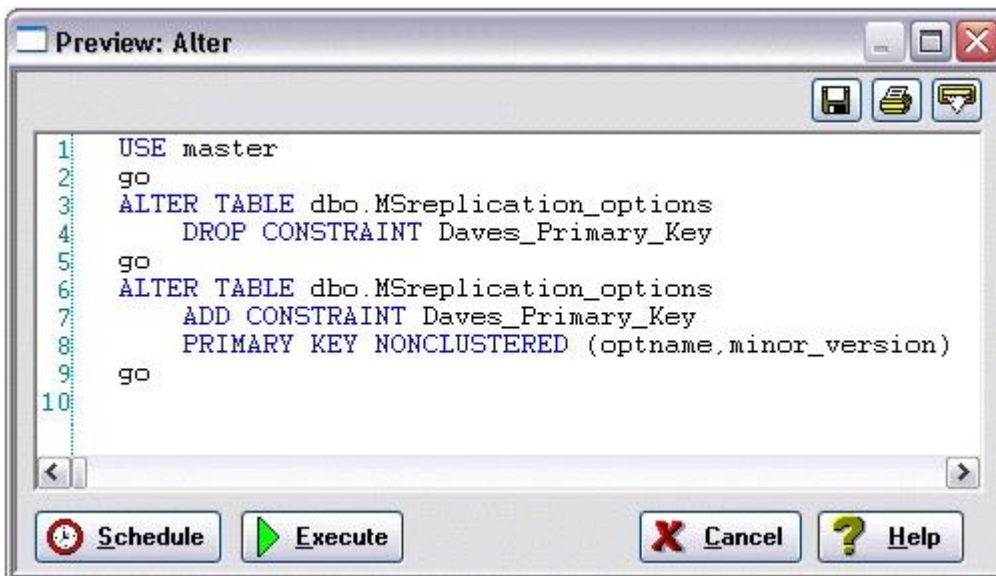 Preview: Alter
1 USE master
2 go
3 ALTER TABLE dbo.MSreplication_options
4 DROP CONSTRAINT Daves_Primary_Key
5 go
6 ALTER TABLE dbo.MSreplication_options
7 ADD CONSTRAINT Daves_Primary_Key
8 PRIMARY KEY NONCLUSTERED (optname,minor_version)
9 go
10
Schedule Execute Cancel Help